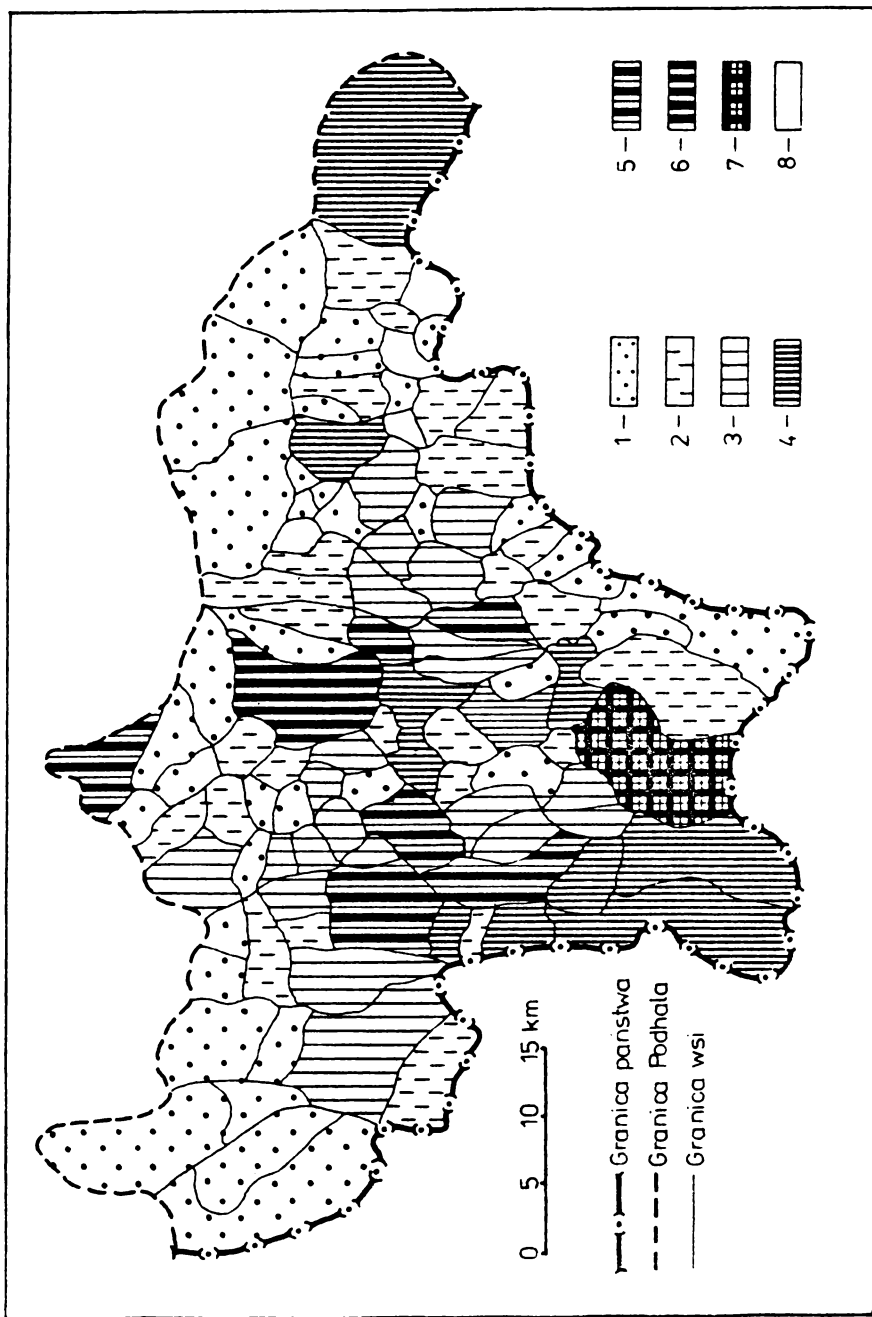 0 5 10 15 km
Granica państwa
Granica Podhala
Granica wsi
1 –
2 –
3 –
4 –
5 –
6 –
7 –
8 –